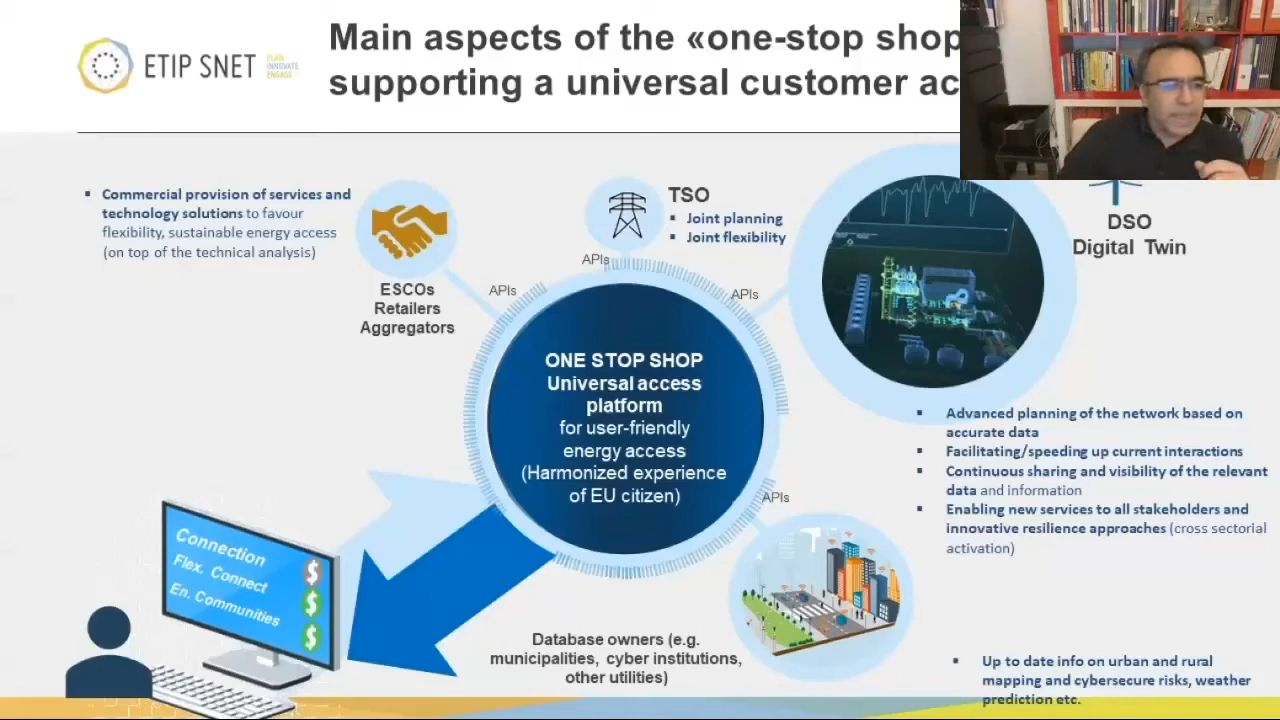 ETIP SNET
PLAN
INNOVATE
ENGAGE
Main aspects of the «one-stop shop
supporting a universal customer ac
Commercial provision of services and
technology solutions to favour
flexibility, sustainable energy access
(on top of the technical analysis)
ESCOs
Retailers
Aggregators
APIs
TSO
Joint planning
Joint flexibility
APIs
APIs
DSO
Digital Twin
ONE STOP SHOP
Universal access
platform
for user-friendly
energy access
(Harmonized experience
of EU citizen)
Advanced planning of the network based on
accurate data
Facilitating/speeding up current interactions
Continuous sharing and visibility of the relevant
data and information
Enabling new services to all stakeholders and
innovative resilience approaches (cross sectorial
activation)
APIs
Connection
Flex. Connect
En. Communities
$
$
$
Database owners (e.g.
municipalities, cyber institutions,
other utilities)
Up to date info on urban and rural
mapping and cybersecure risks, weather
prediction etc.